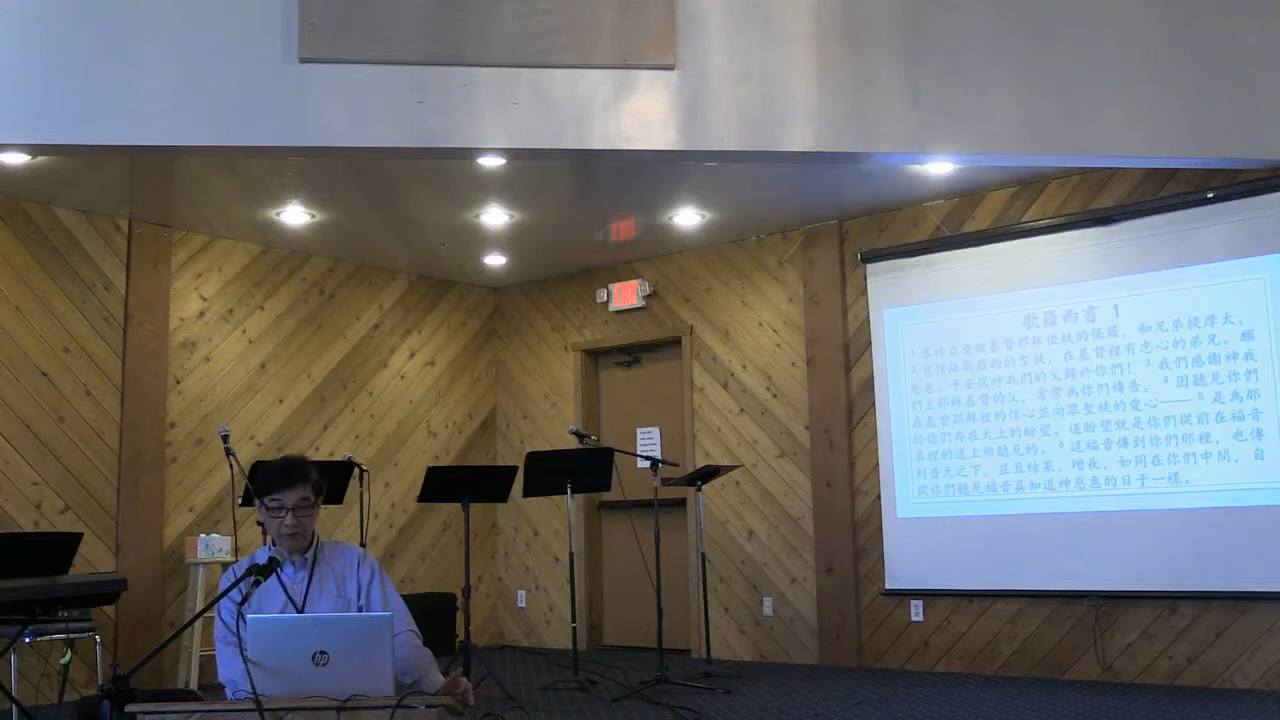 EXIT
歌羅西書 1
1 奉神旨意做基督耶穌使徒的保羅，和兄弟提摩太，
2 寫信給歌羅西的聖徒，在基督裡有忠心的弟兄。願
恩惠、平安從神我們的父歸於你們！ 3 我們感謝神我
們主耶穌基督的父，常常為你們禱告， 4 因聽見你們
在基督耶穌裡的信心並向眾聖徒的愛心—— 5 是為那
給你們存在天上的盼望。這盼望就是你們從前在福音
真理的道上所聽見的。 6 這福音傳到你們那裡，也傳
到普天之下，並且結果、增長，如同在你們中間，自
從你們聽見福音真知道神恩惠的日子一樣。
hp